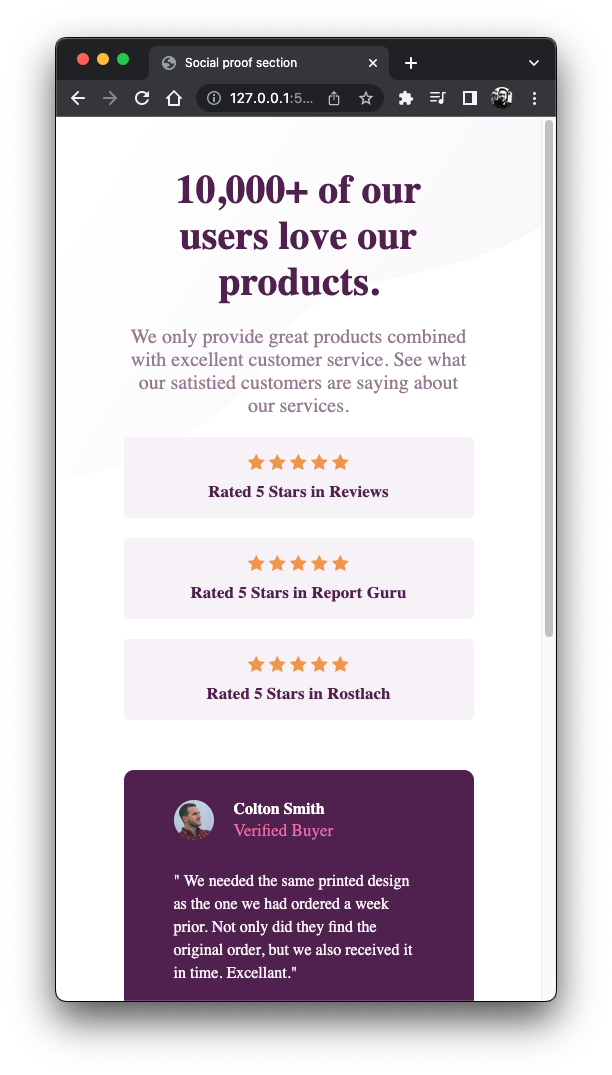 Social proof section
127.0.0.1:5...
10,000+ of our
users love our
products.
We only provide great products combined
with excellent customer service. See what
our satistied customers are saying about
our services.
Rated 5 Stars in Reviews
Rated 5 Stars in Report Guru
Rated 5 Stars in Rostlach
Colton Smith
Verified Buyer
" We needed the same printed design
as the one we had ordered a week
prior. Not only did they find the
original order, but we also received it
in time. Excellant."